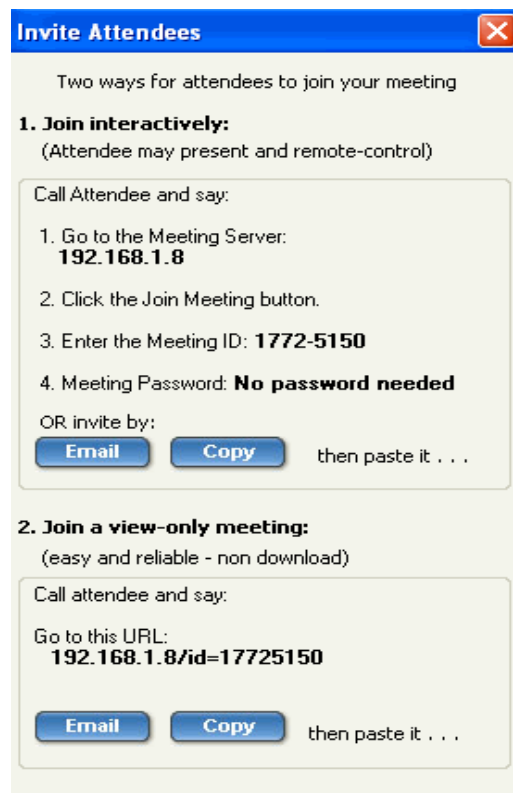 Invite Attendees
Two ways for attendees to join your meeting
1. Join interactively:
(Attendee may present and remote-control)
Call Attendee and say:
1. Go to the Meeting Server:
192.168.1.8
2. Click the Join Meeting button.
3. Enter the Meeting ID: 1772-5150
4. Meeting Password: No password needed
OR invite by:
Email Copy then paste it . . .
2. Join a view-only meeting:
(easy and reliable - non download)
Call attendee and say:
Go to this URL:
192.168.1.8/id=17725150
Email Copy then paste it . . .